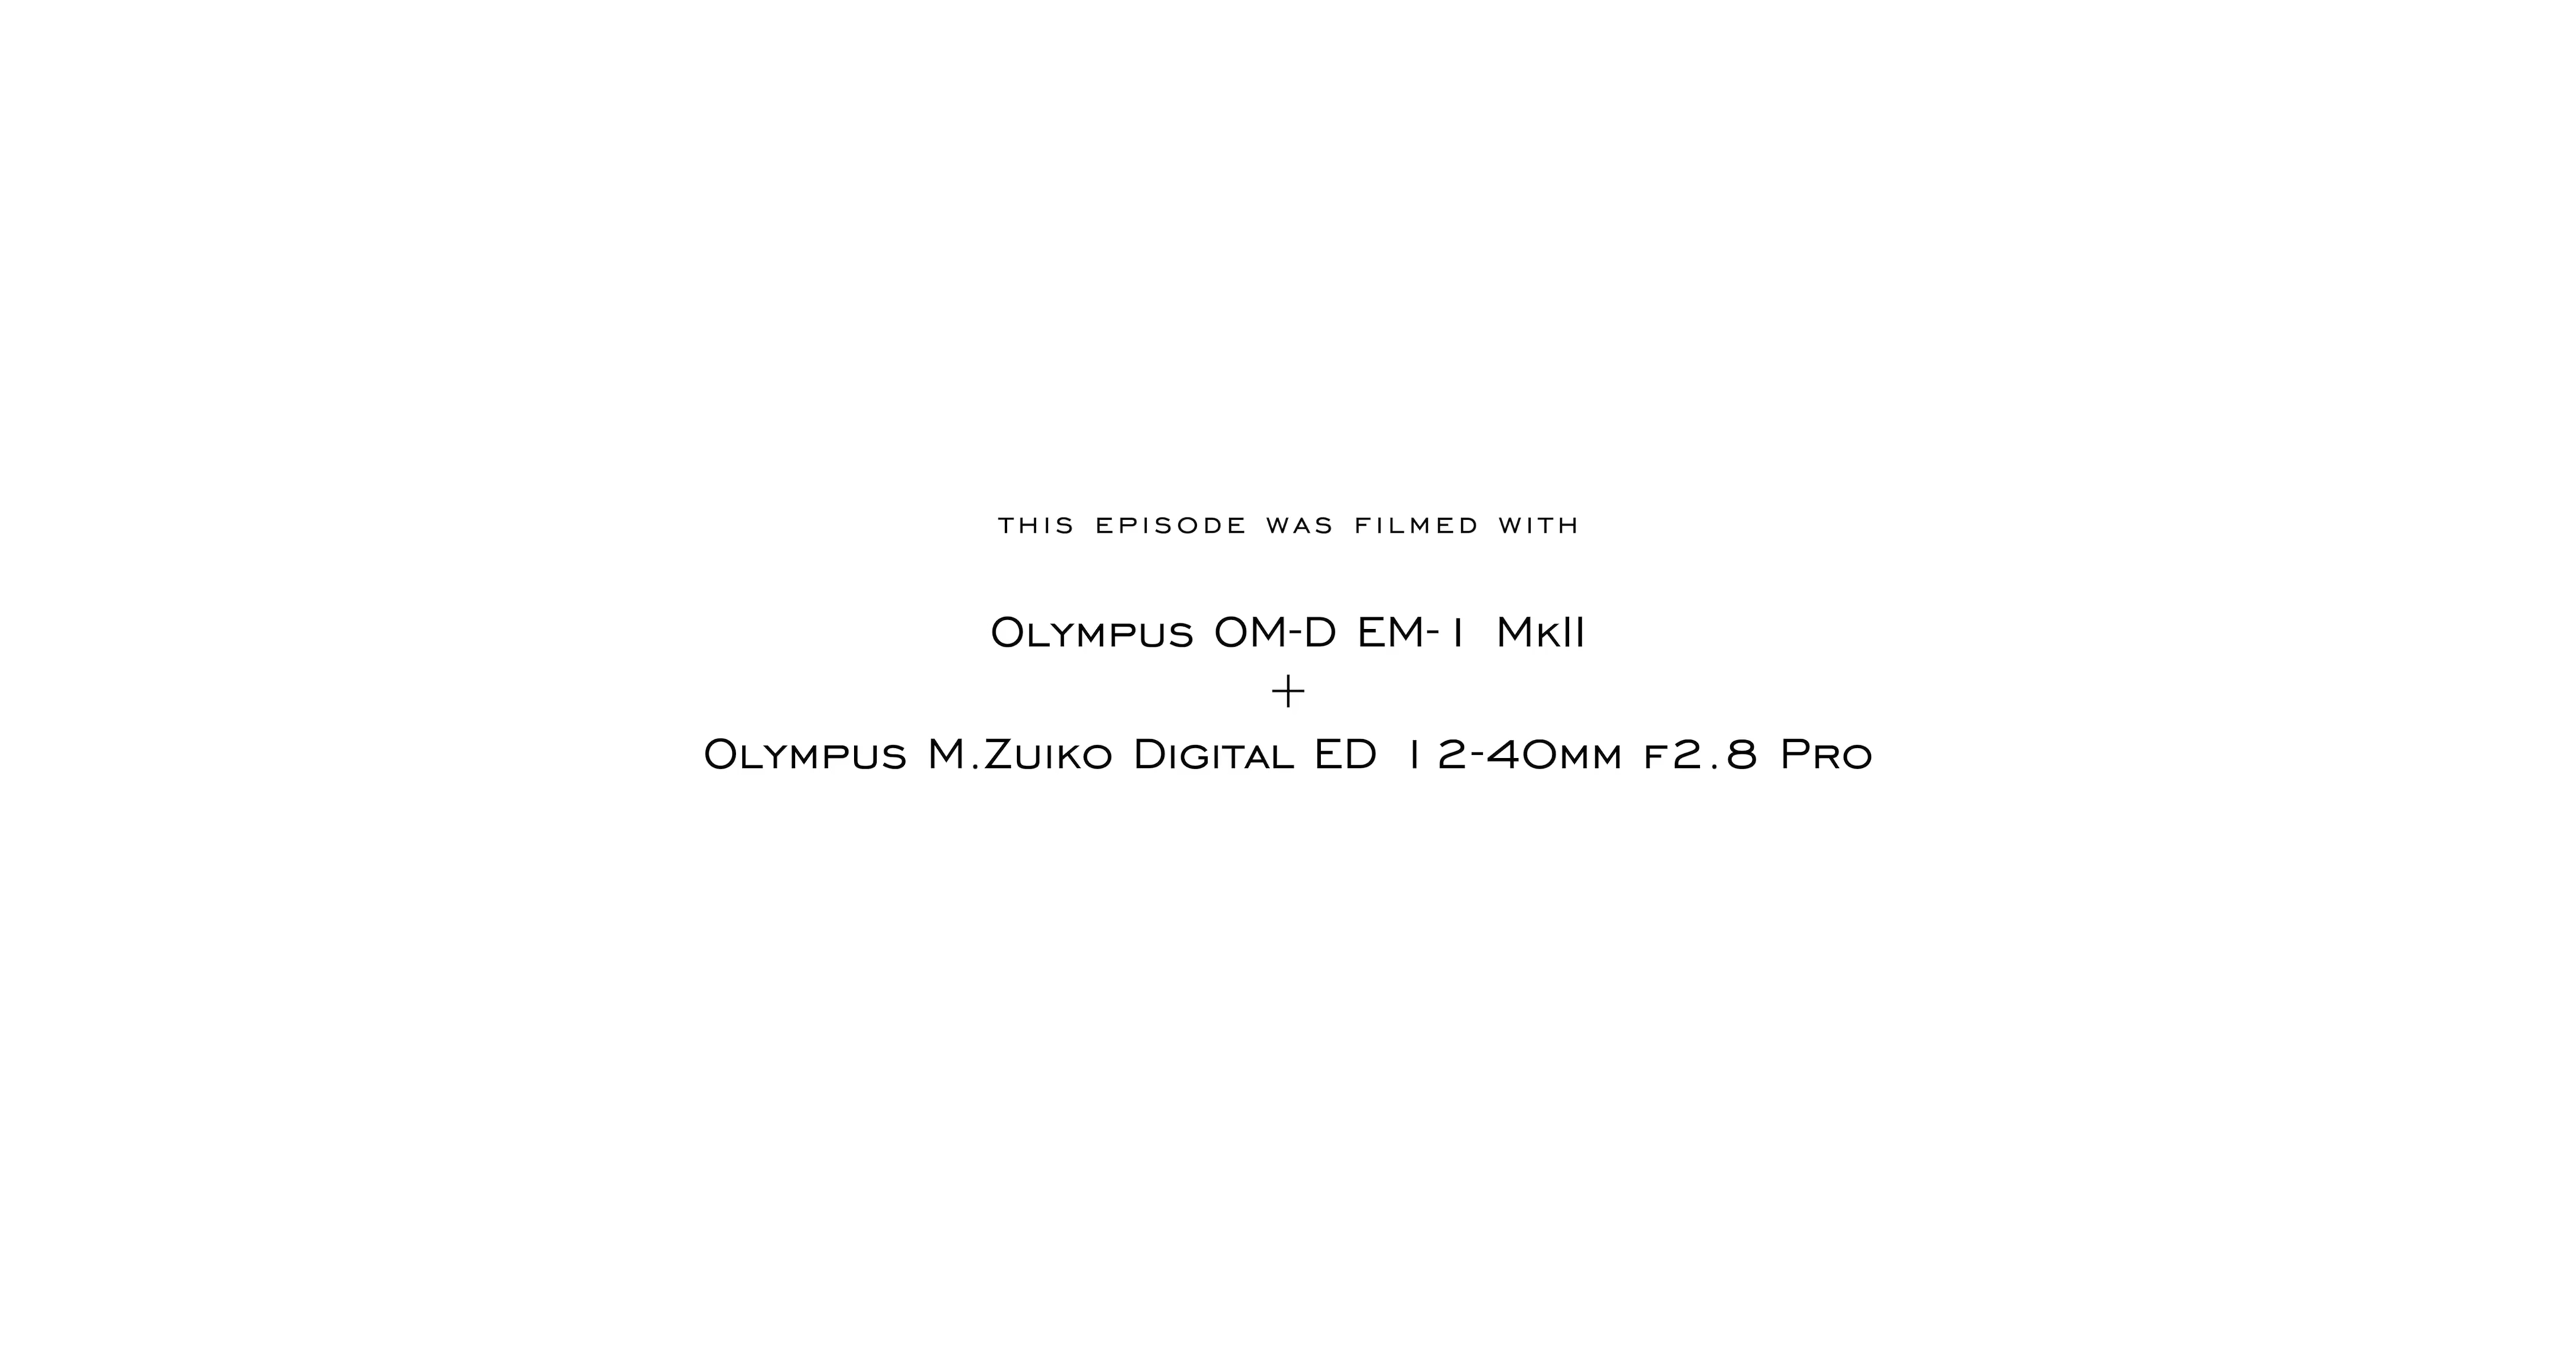 THIS EPISODE WAS FILMED WITH
OLYMPUS OM-D EM-1 MKII
+
OLYMPUS M.ZUIKO DIGITAL ED 12-40MM F2.8 PRO